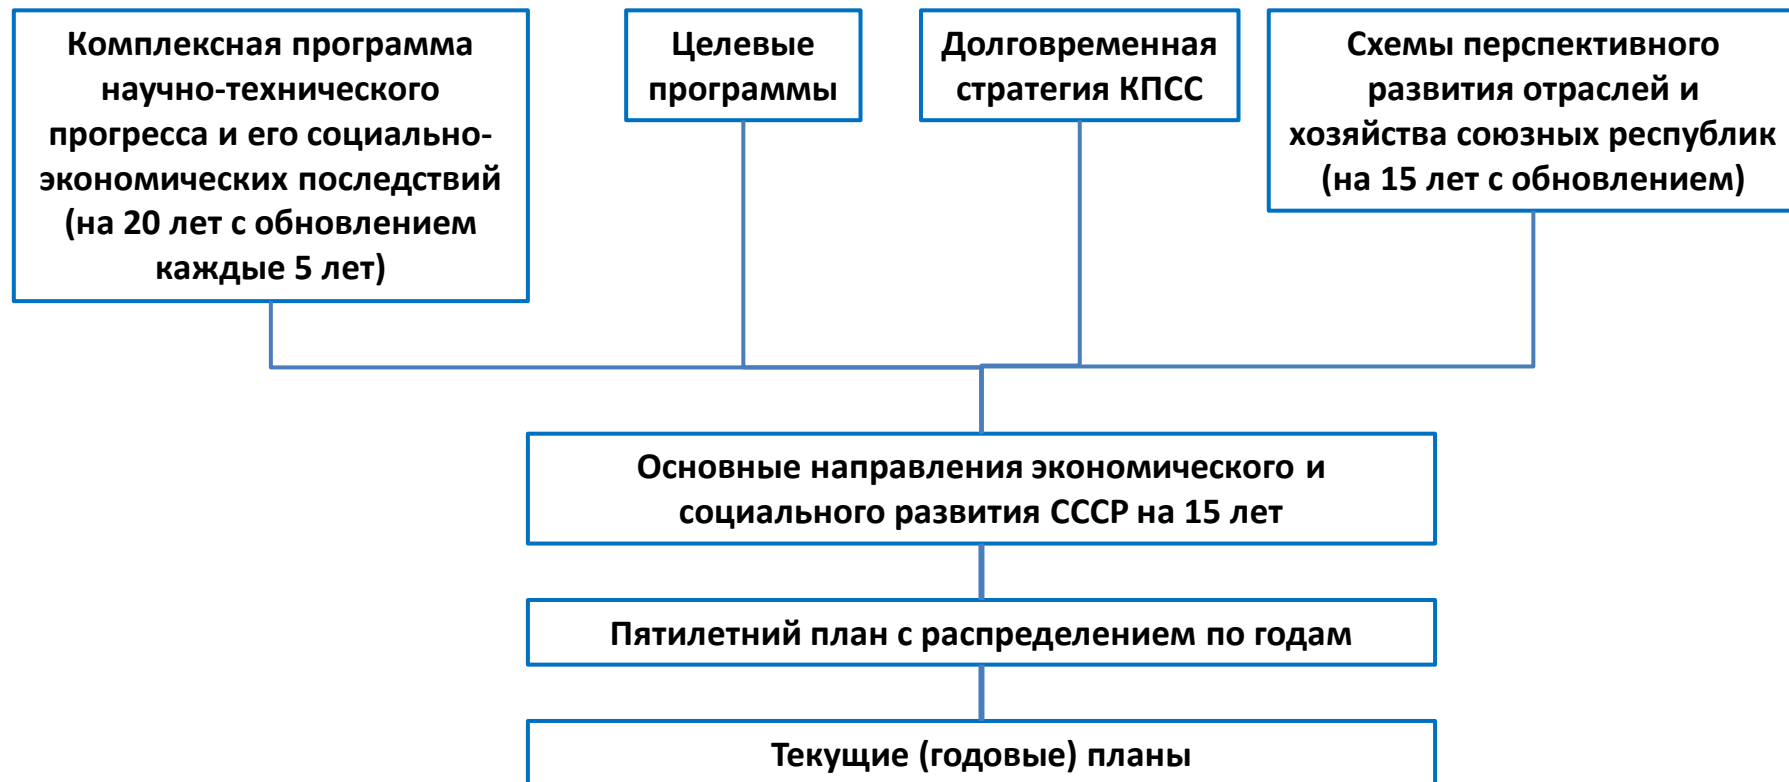 Комплексная программа
научно-технического
прогресса и его социально-
экономических последствий
(на 20 лет с обновлением
каждые 5 лет)
Целевые
программы
Долговременная
стратегия КПСС
Схемы перспективного
развития отраслей и
хозяйства союзных республик
(на 15 лет с обновлением)
Основные направления экономического и
социального развития СССР на 15 лет
Пятилетний план с распределением по годам
Текущие (годовые) планы